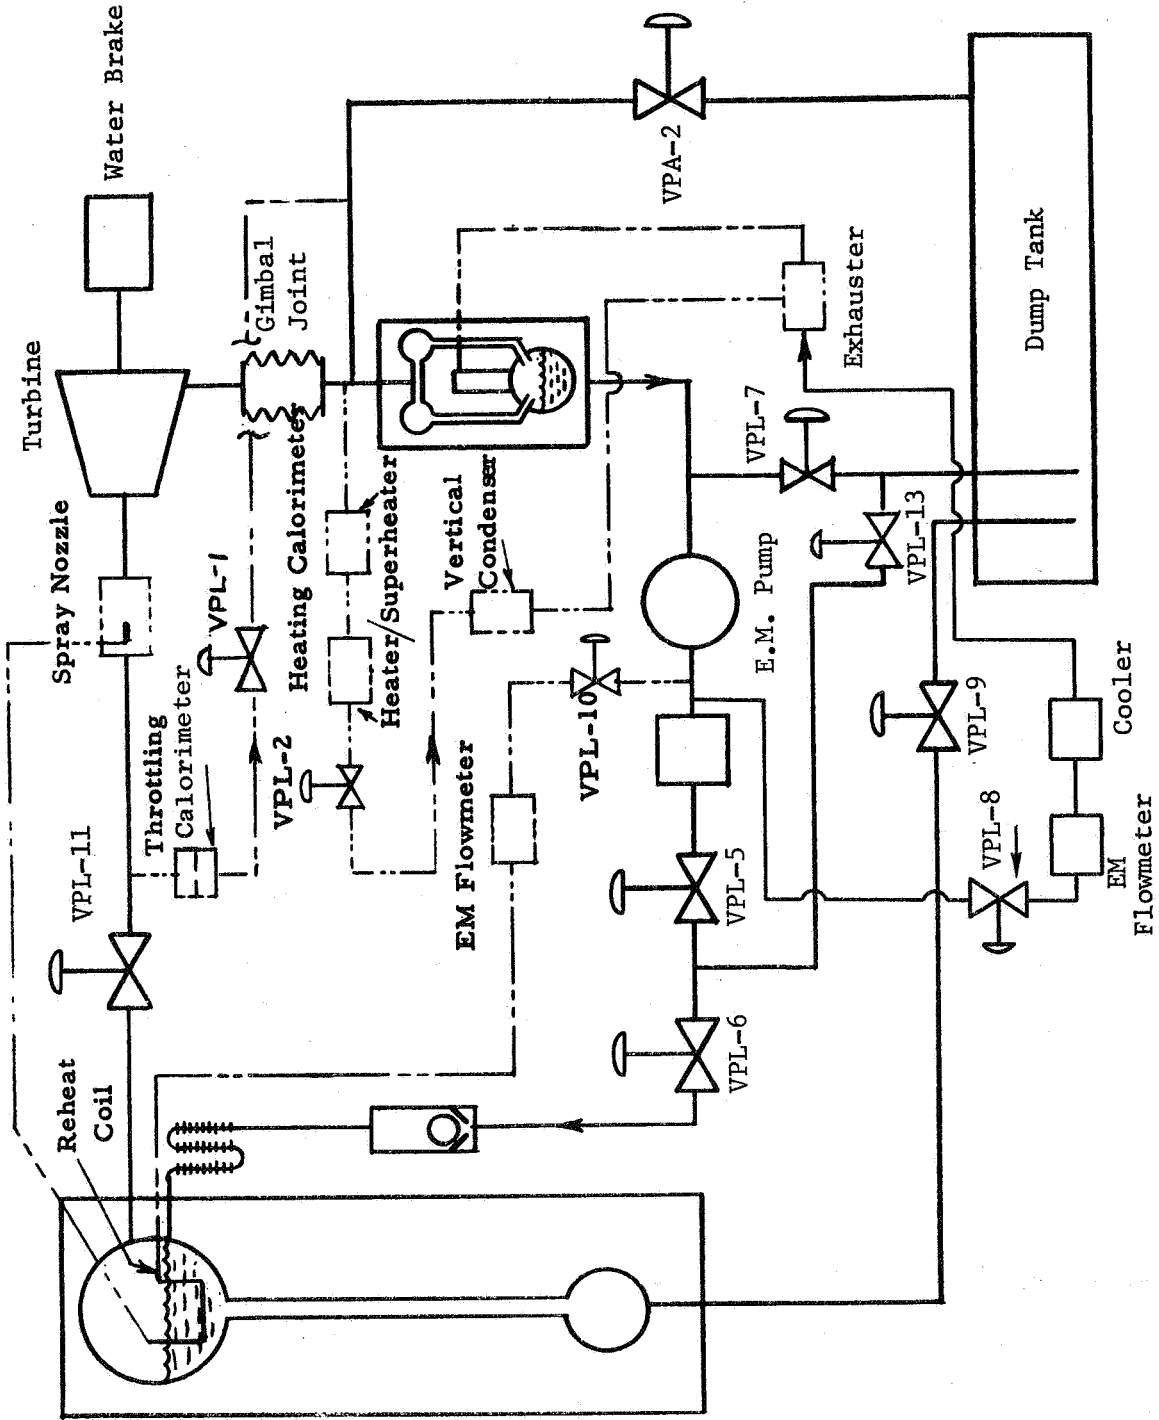 Water Brake
Turbine
Gimbal
Joint
Spray Nozzle
VPL-1
Heating Calorimeter
Heater/Superheater
Vertical
Condenser
VPA-2
Dump Tank
Exhauster
VPL-7
VPL-13
E.M. Pump
VPL-10
VPL-9
Cooler
Throttling
Calorimeter
VPL-2
VPL-11
EM Flowmeter
VPL-5
VPL-8
EM
Flowmeter
VPL-6
Reheat
Coil